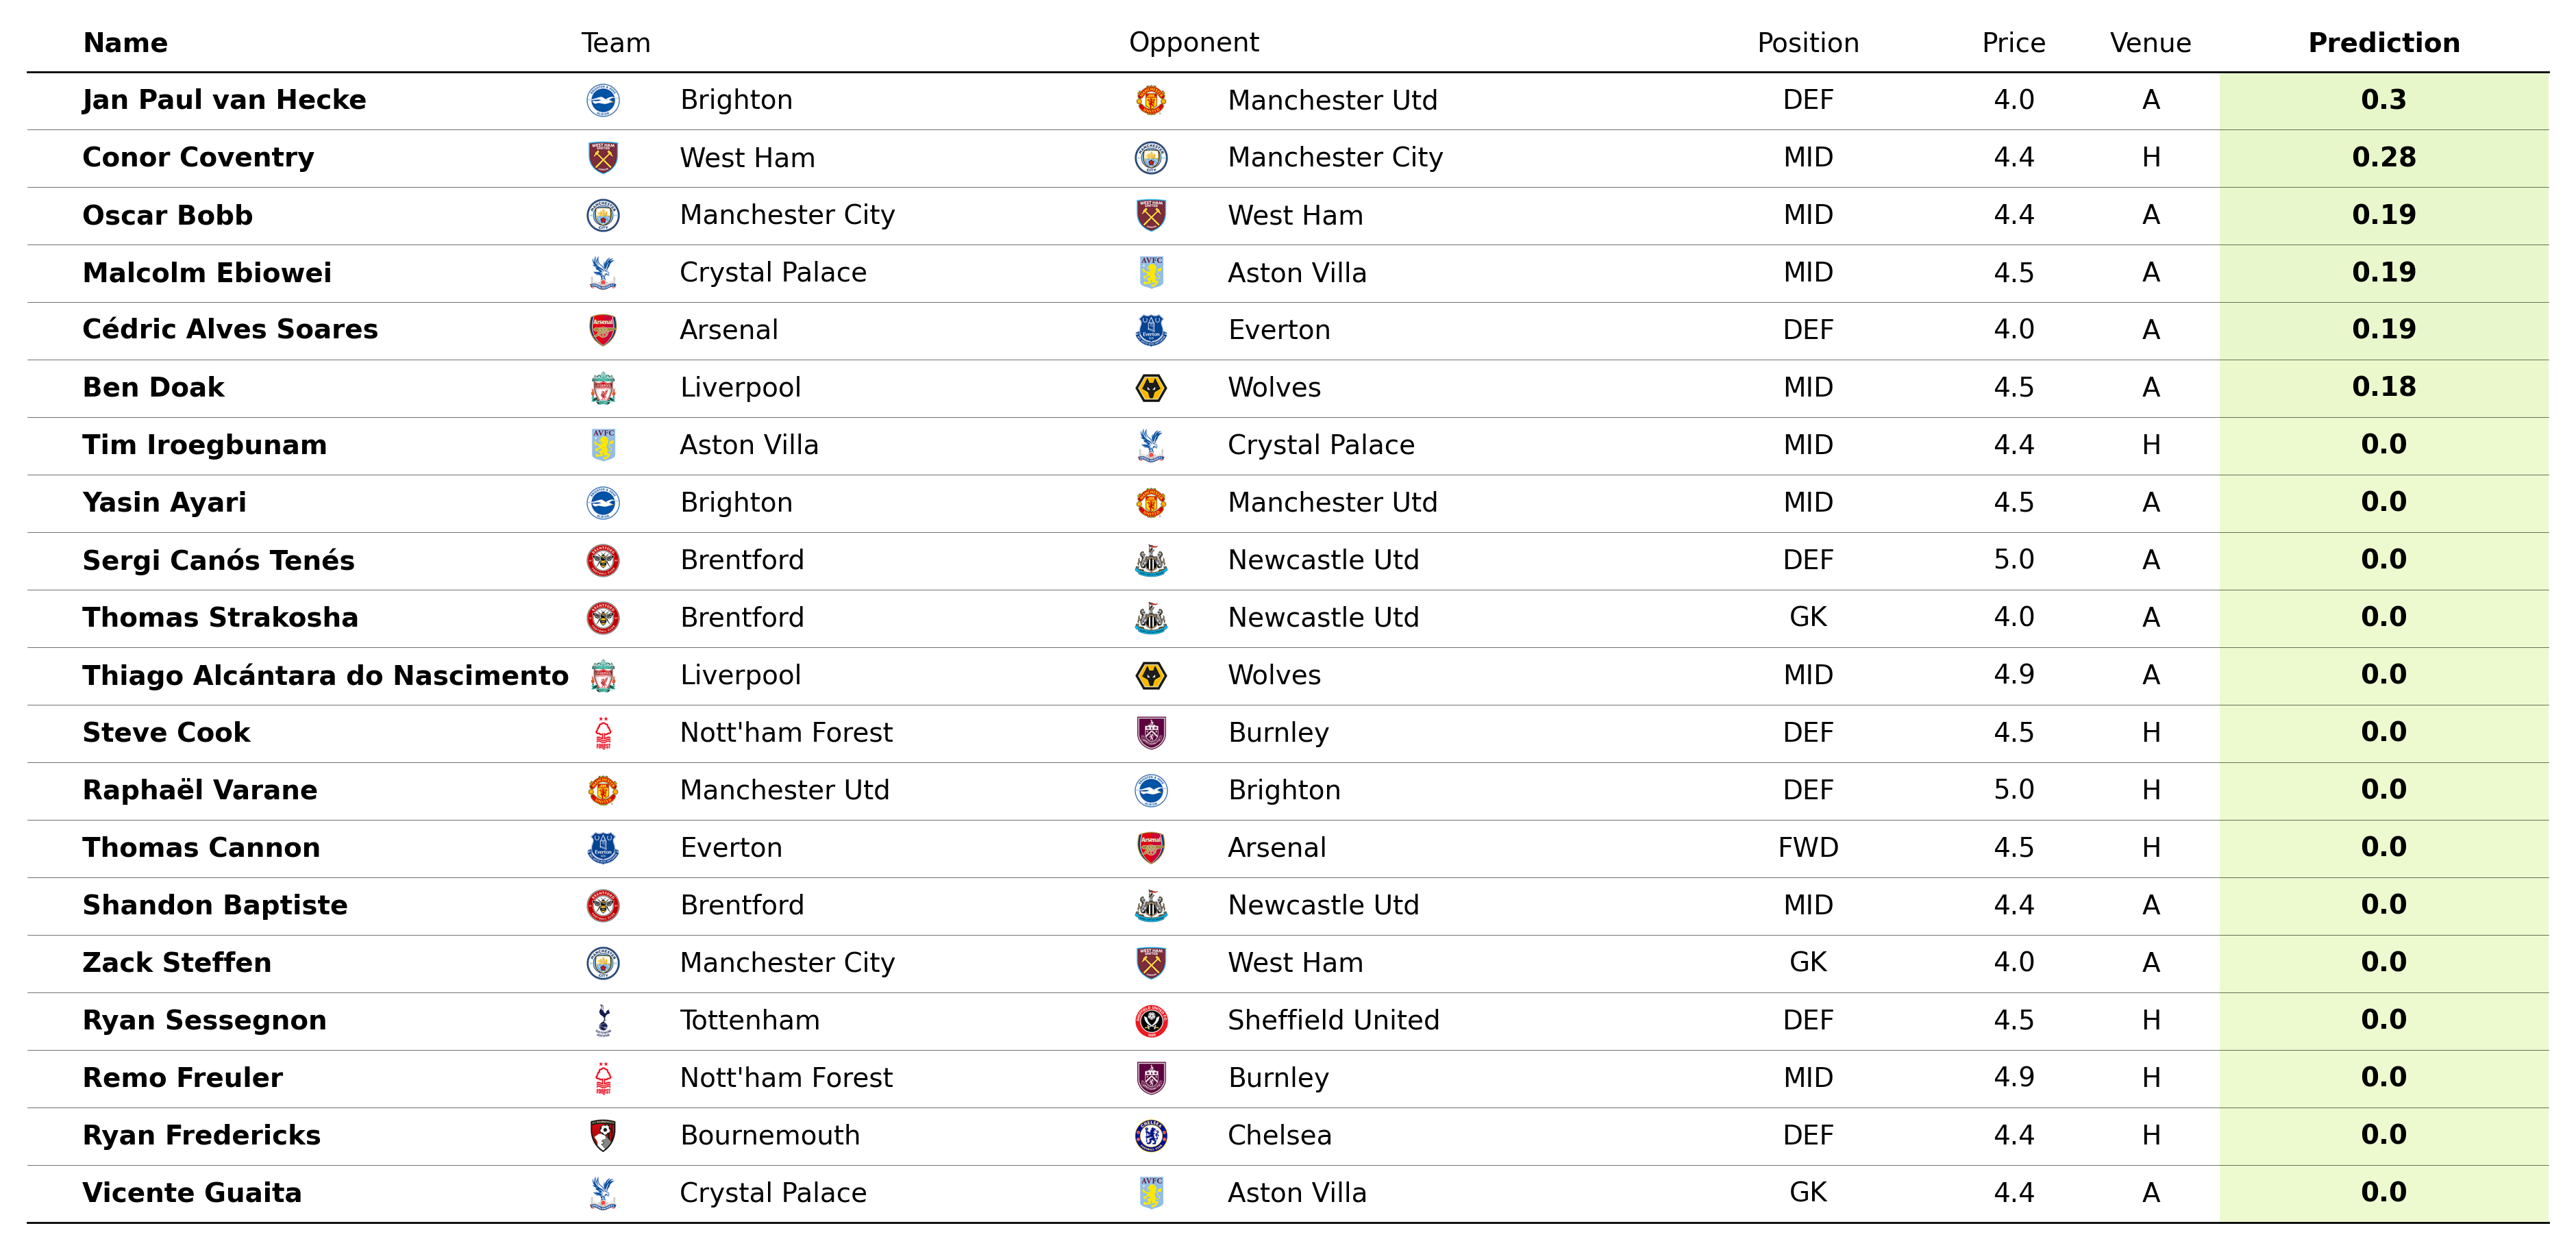 Name Team Opponent Position Price Venue Prediction
Jan Paul van Hecke Brighton Manchester Utd DEF 4.0 A 0.3
Conor Coventry West Ham Manchester City MID 4.4 H 0.28
Oscar Bobb Manchester City West Ham MID 4.4 A 0.19
Malcolm Ebiowei Crystal Palace Aston Villa MID 4.5 A 0.19
Cédric Alves Soares Arsenal Everton DEF 4.0 A 0.19
Ben Doak Liverpool Wolves MID 4.5 A 0.18
Tim Iroegbunam Aston Villa Crystal Palace MID 4.4 H 0.0
Yasin Ayari Brighton Manchester Utd MID 4.5 A 0.0
Sergi Canós Tenés Brentford Newcastle Utd DEF 5.0 A 0.0
Thomas Strakosha Brentford Newcastle Utd GK 4.0 A 0.0
Thiago Alcántara do Nascimento Liverpool Wolves MID 4.9 A 0.0
Steve Cook Nott'ham Forest Burnley DEF 4.5 H 0.0
Raphaël Varane Manchester Utd Brighton DEF 5.0 H 0.0
Thomas Cannon Everton Arsenal FWD 4.5 H 0.0
Shandon Baptiste Brentford Newcastle Utd MID 4.4 A 0.0
Zack Steffen Manchester City West Ham GK 4.0 A 0.0
Ryan Sessegnon Tottenham Sheffield United DEF 4.5 H 0.0
Remo Freuler Nott'ham Forest Burnley MID 4.9 H 0.0
Ryan Fredericks Bournemouth Chelsea DEF 4.4 H 0.0
Vicente Guaita Crystal Palace Aston Villa GK 4.4 A 0.0